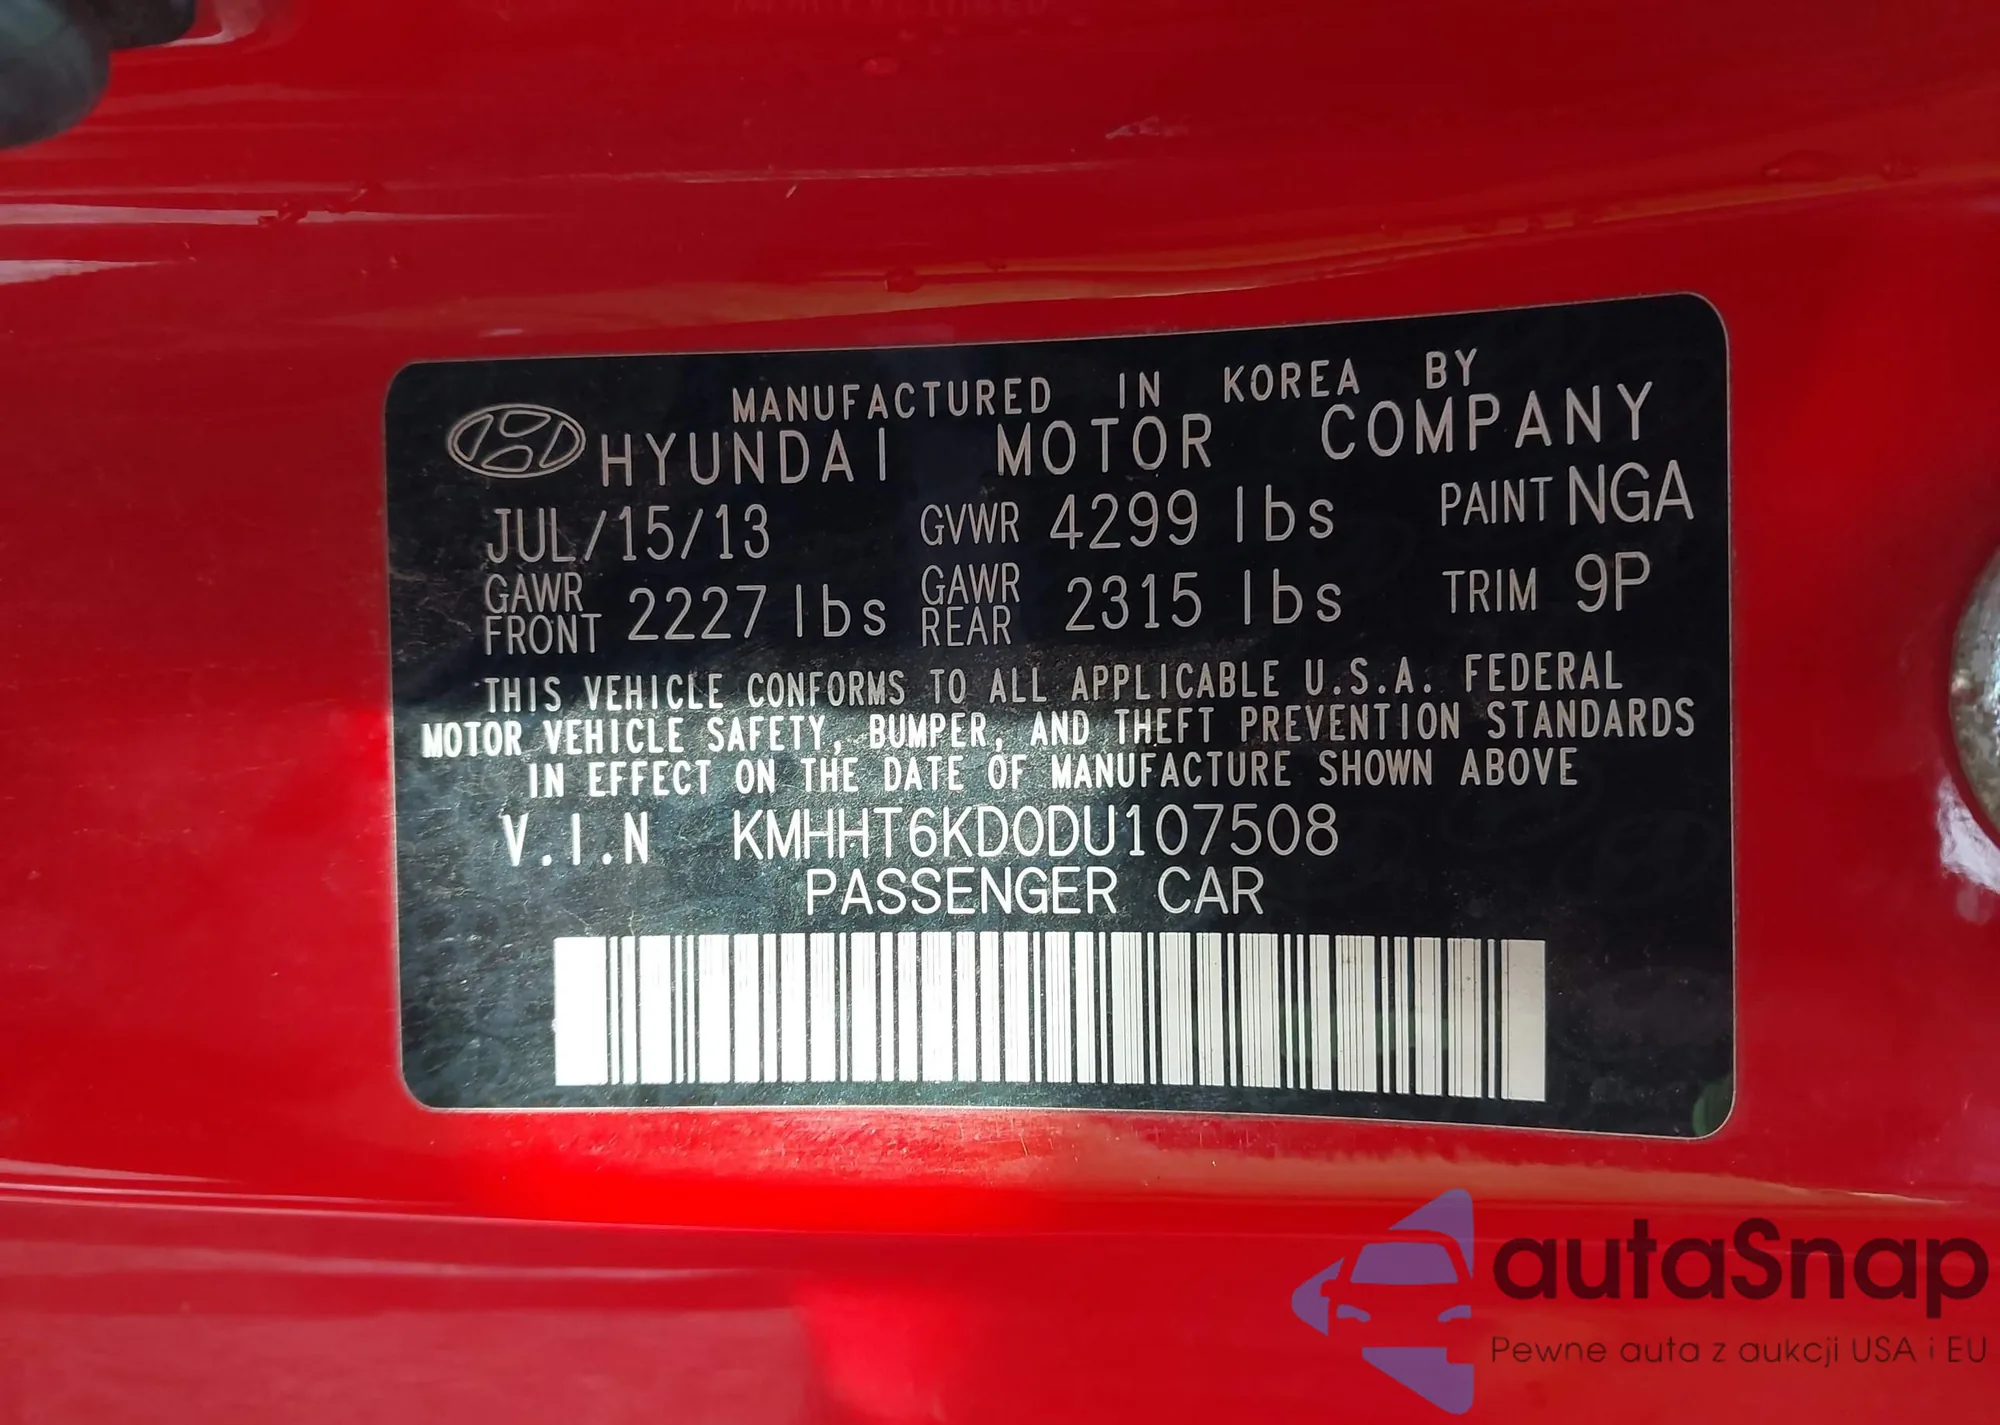 MANUFACTURED IN KOREA BY
HYUNDAI MOTOR COMPANY
JUL/15/13 GVWR 4299 lbs PAINT NGA
GAWR FRONT 2227 lbs GAWR REAR 2315 lbs TRIM 9P
THIS VEHICLE CONFORMS TO ALL APPLICABLE U.S.A. FEDERAL
MOTOR VEHICLE SAFETY, BUMPER, AND THEFT PREVENTION STANDARDS
IN EFFECT ON THE DATE OF MANUFACTURE SHOWN ABOVE
V.I.N KMHHT6KD0DU107508
PASSENGER CAR
autaSnap
Pewne auta z aukcji USA i EU